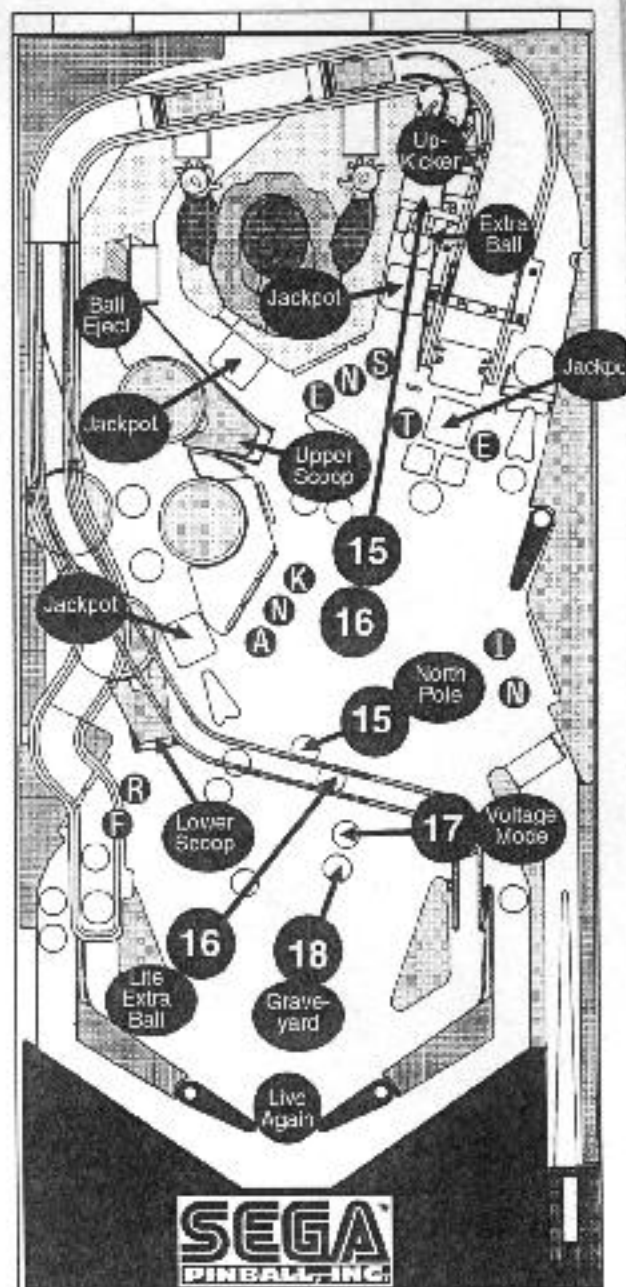 Up-
Kicker
Extra
Ball
Jackpot
Ball
Eject
Jackpot
S
N
E
T
E
Jackpot
Upper
Scoop
15
16
K
N
A
Jackpot
I
N
North
Pole
15
R
F
Lower
Scoop
17
Voltage
Mode
16
18
Grave-
yard
Lite
Extra
Ball
Live
Again
SEGA
PINBALL, INC.